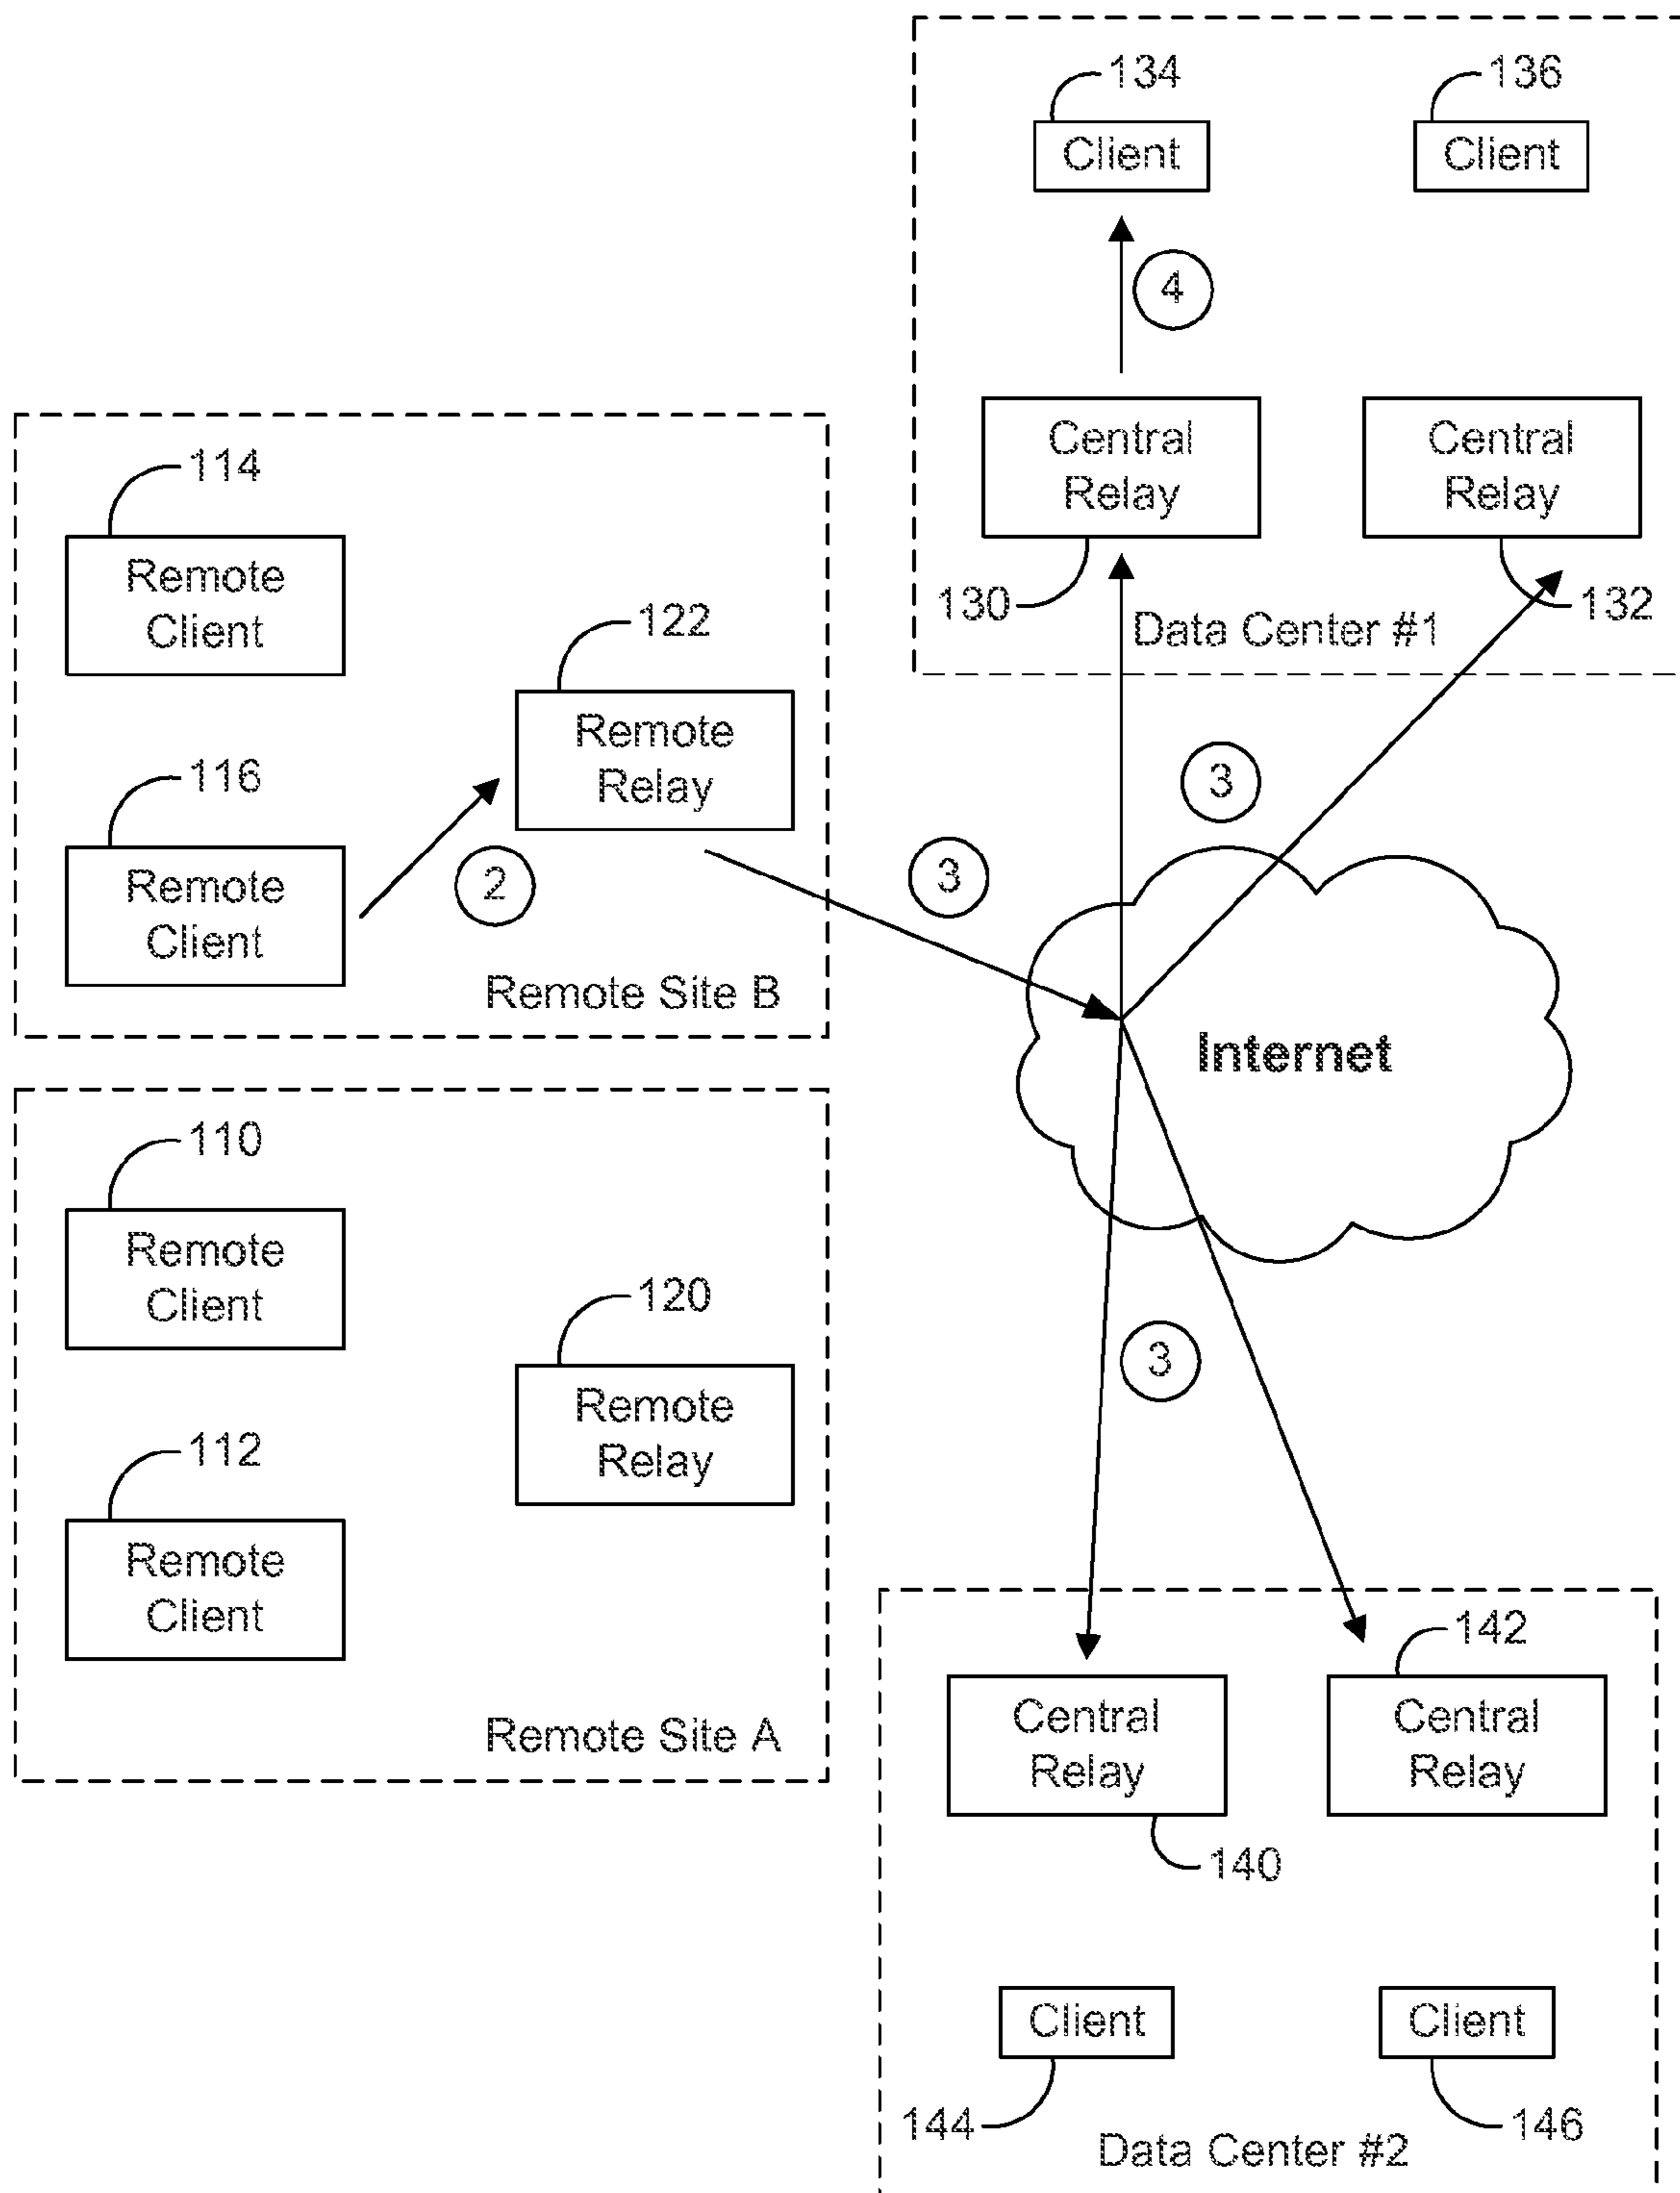 134
136
Client
Client
4
Central
Relay
Central
Relay
130
132
Data Center #1
114
Remote
Client
122
Remote
Relay
116
Remote
Client
2
Remote Site B
3
3
Internet
110
Remote
Client
120
Remote
Relay
112
Remote
Client
Remote Site A
3
142
Central
Relay
Central
Relay
140
Client
Client
144
146
Data Center #2